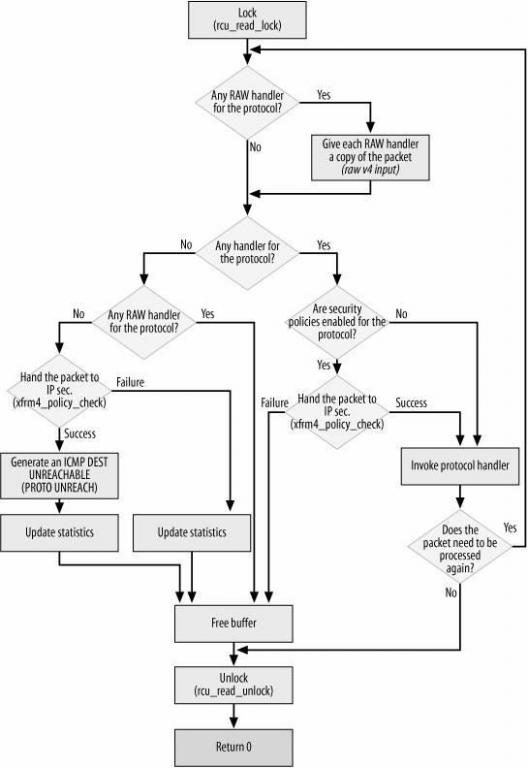 Lock
(rcu_read_lock)
Any RAW handler
for the protocol?
Yes
No
Give each RAW handler
a copy of the packet
(raw v4 input)
Any handler for
the protocol?
No
Yes
Any RAW handler
for the protocol?
No
Yes
Are security
policies enabled for the
protocol?
No
Yes
Hand the packet to
IP sec.
(xfrm4_policy_check)
Failure
Success
Hand the packet to
IP sec.
(xfrm4_policy_check)
Failure
Success
Generate an ICMP DEST
UNREACHABLE
(PROTO UNREACH)
Invoke protocol handler
Update statistics
Update statistics
Does the
packet need to be
processed
again?
Yes
No
Free buffer
Unlock
(rcu_read_unlock)
Return 0